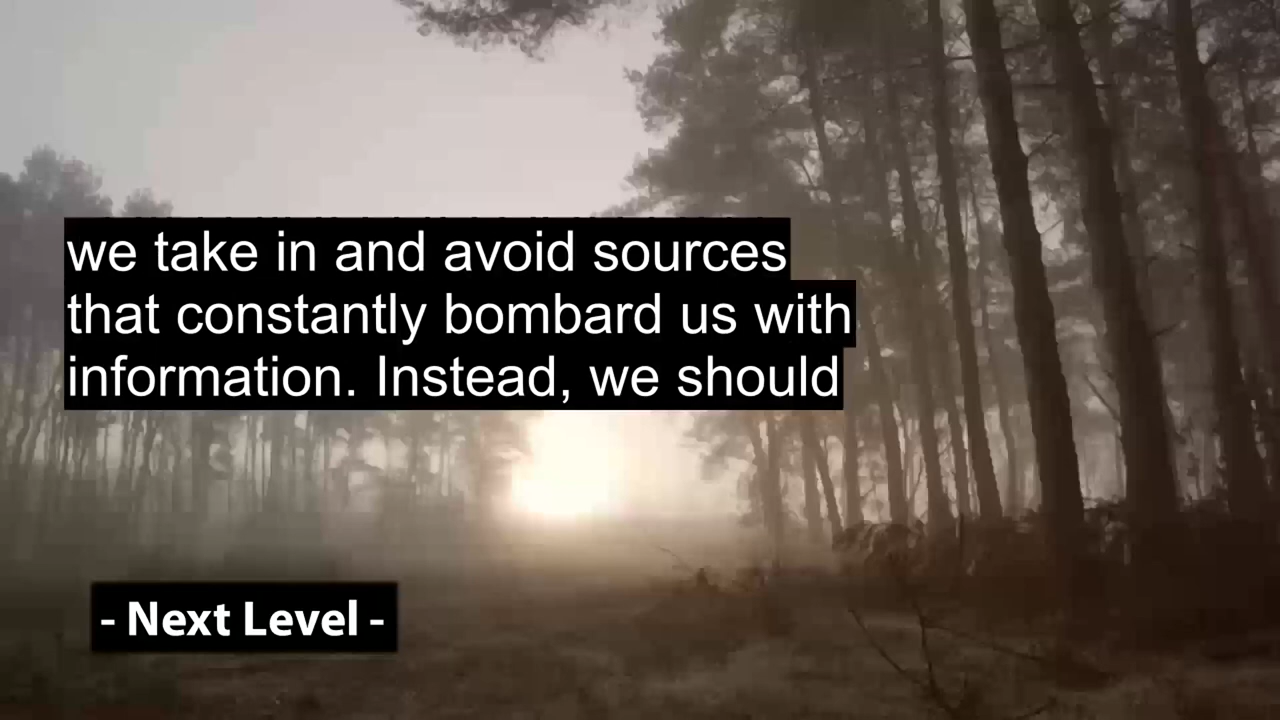 we take in and avoid sources
that constantly bombard us with
information. Instead, we should
- Next Level -